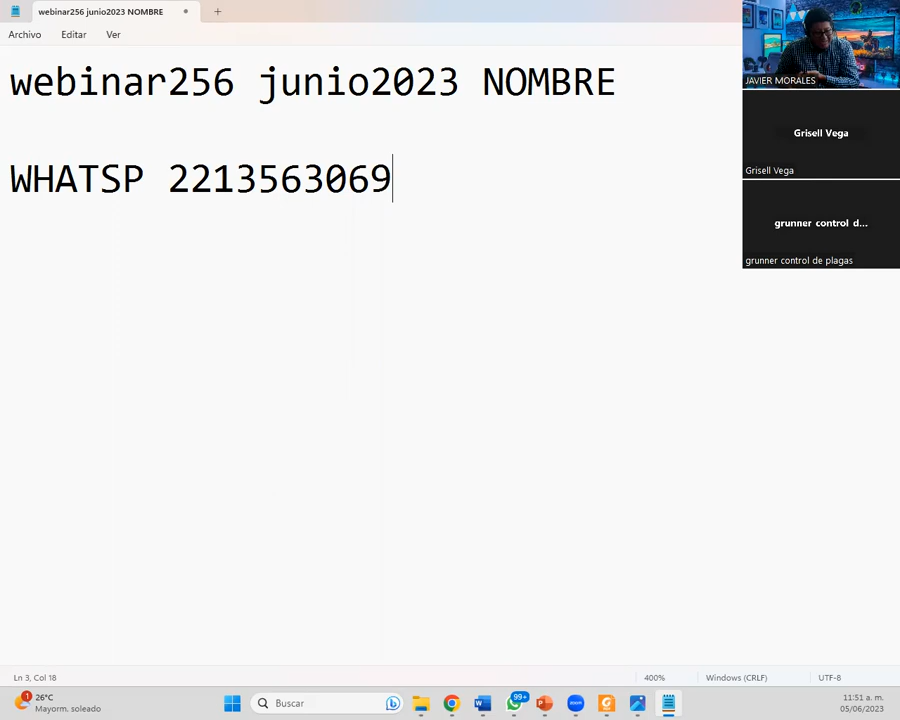 webinar256 junio2023 NOMBRE
Archivo Editar Ver
webinar256 junio2023 NOMBRE
WHATSP 2213563069
JAVIER MORALES
Grisell Vega
Grisell Vega
grunner control d...
grunner control de plagas
Ln 3, Col 18
400%
Windows (CRLF)
UTF-8
1
26°C
Mayorm. soleado
Buscar
99+
zoom
11:51 a. m.
05/06/2023